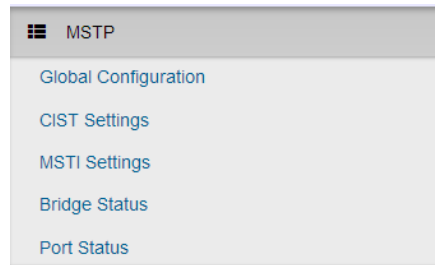 MSTP
Global Configuration
CIST Settings
MSTI Settings
Bridge Status
Port Status